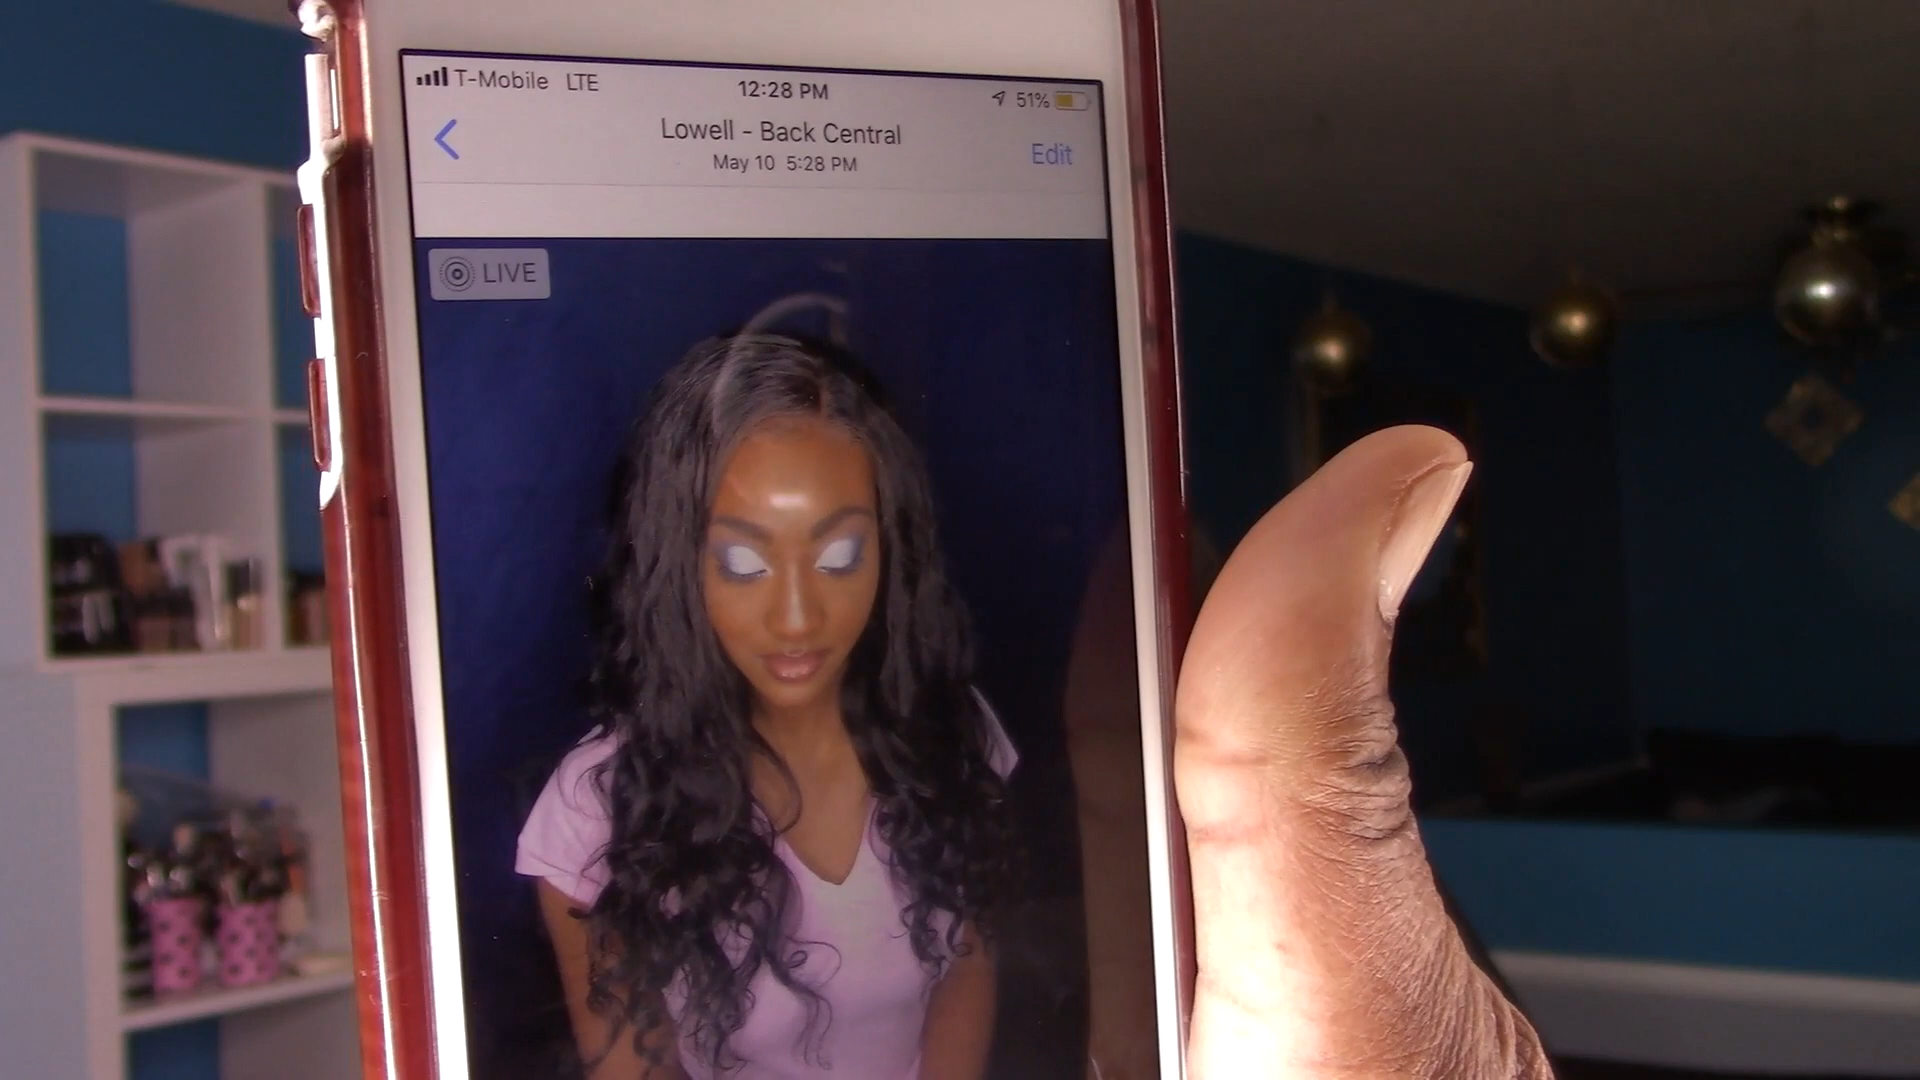 T-Mobile LTE 12:28 PM 51%
Lowell - Back Central
May 10 5:28 PM
Edit
LIVE